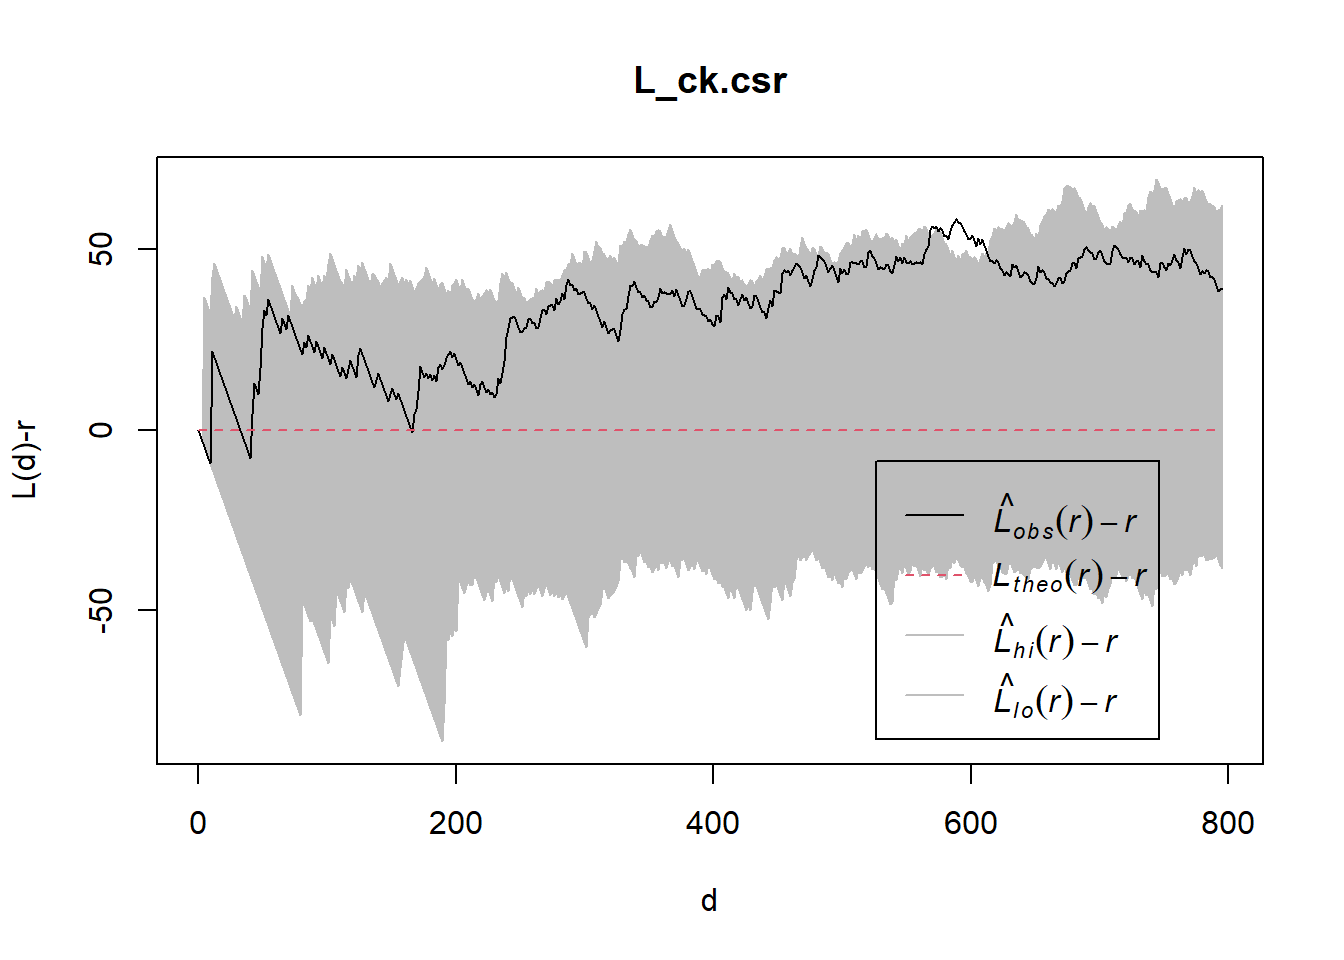 L_ck.csr
L(d)-r
50
0
-50
0 200 400 600 800
d
L̂obs(r) − r
Ltheo(r) − r
L̂hi(r) − r
L̂lo(r) − r